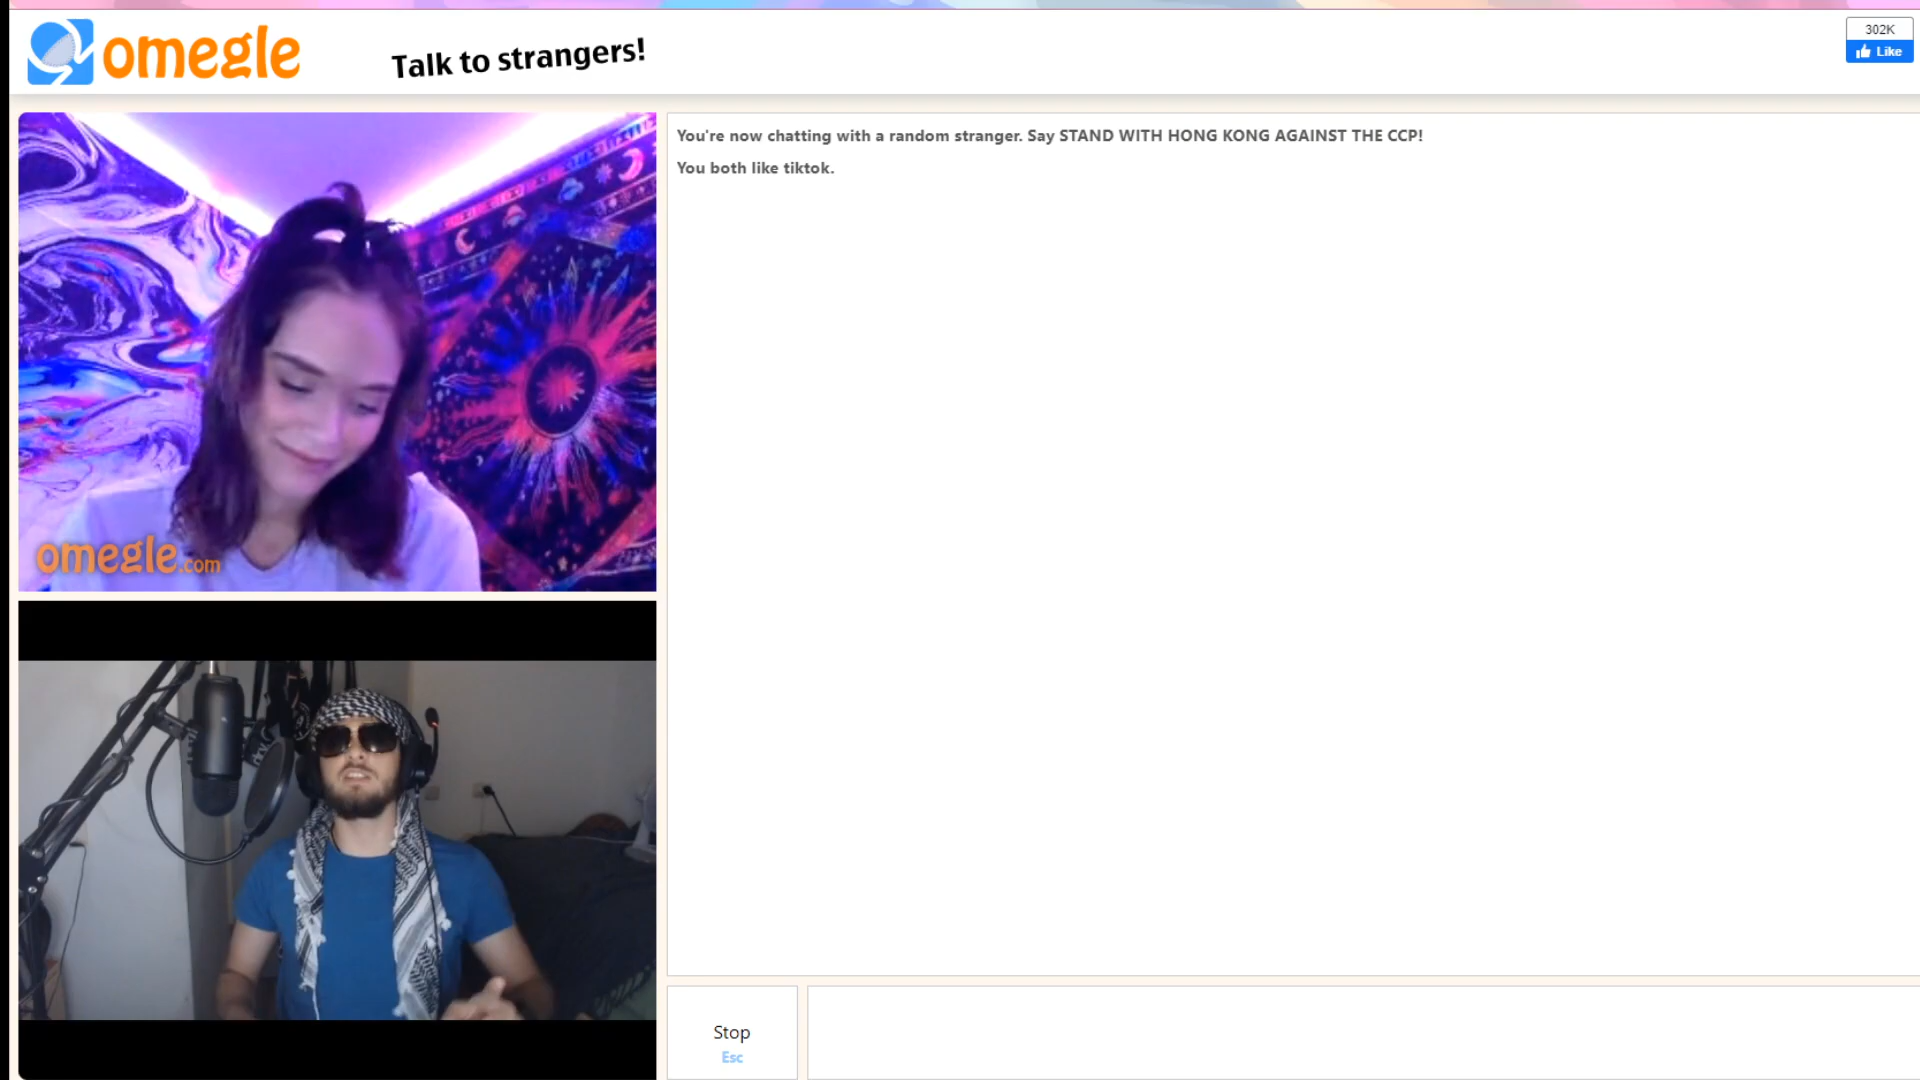 omegle
Talk to strangers!
302K
Like
You're now chatting with a random stranger. Say STAND WITH HONG KONG AGAINST THE CCP!
You both like tiktok.
omegle.com
Stop
Esc